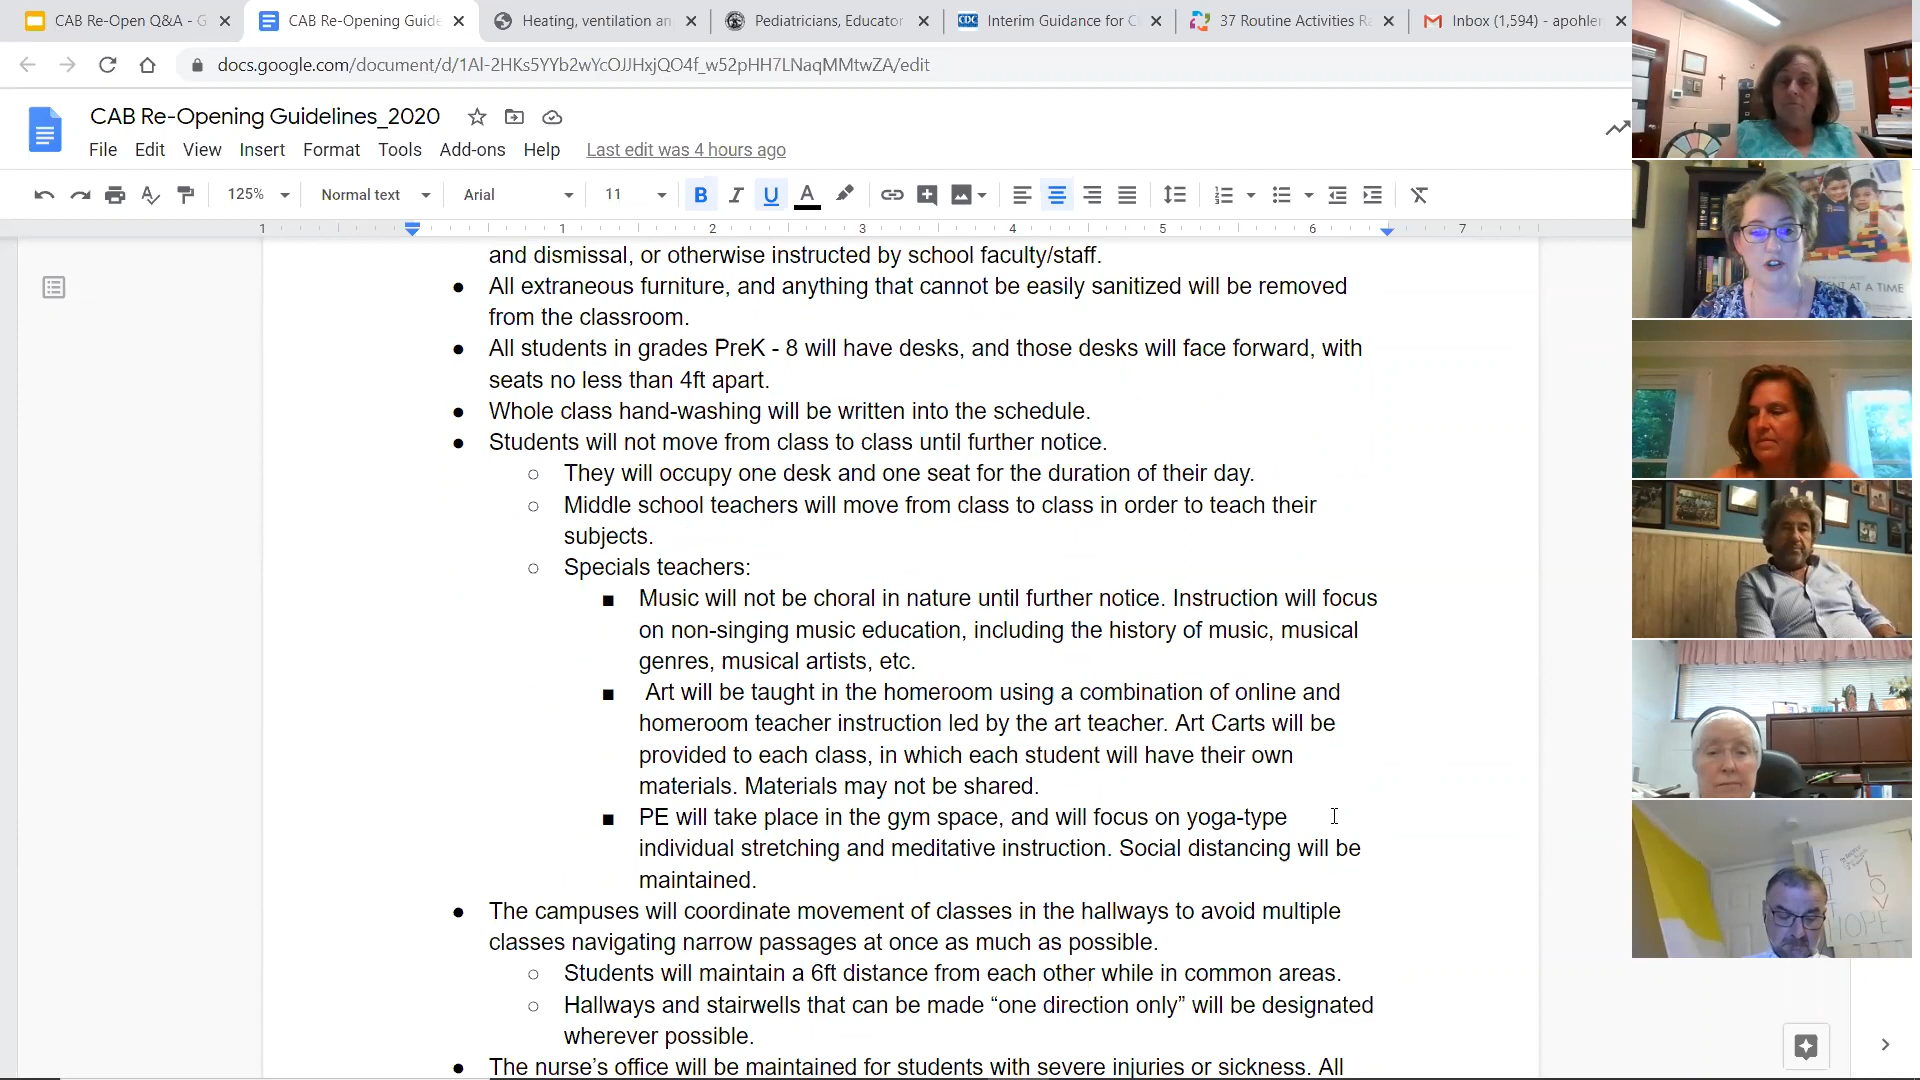 CAB Re-Open Q&A - G
CAB Re-Opening Guide
Heating, ventilation an
Pediatricians, Educator
CDC
Interim Guidance for C
37 Routine Activities R
Inbox (1,594) - apohler
docs.google.com/document/d/1Al-2HKs5YYb2wYcOJJHxjQO4f_w52pHH7LNaqMMtwZA/edit
CAB Re-Opening Guidelines_2020
File Edit View Insert Format Tools Add-ons Help Last edit was 4 hours ago
125% Normal text Arial 11 B I U A
1 1 2 3 4 5 6 7
and dismissal, or otherwise instructed by school faculty/staff.
● All extraneous furniture, and anything that cannot be easily sanitized will be removed
from the classroom.
● All students in grades PreK - 8 will have desks, and those desks will face forward, with
seats no less than 4ft apart.
● Whole class hand-washing will be written into the schedule.
● Students will not move from class to class until further notice.
○ They will occupy one desk and one seat for the duration of their day.
○ Middle school teachers will move from class to class in order to teach their
subjects.
○ Specials teachers:
■ Music will not be choral in nature until further notice. Instruction will focus
on non-singing music education, including the history of music, musical
genres, musical artists, etc.
■ Art will be taught in the homeroom using a combination of online and
homeroom teacher instruction led by the art teacher. Art Carts will be
provided to each class, in which each student will have their own
materials. Materials may not be shared.
■ PE will take place in the gym space, and will focus on yoga-type
individual stretching and meditative instruction. Social distancing will be
maintained.
● The campuses will coordinate movement of classes in the hallways to avoid multiple
classes navigating narrow passages at once as much as possible.
○ Students will maintain a 6ft distance from each other while in common areas.
○ Hallways and stairwells that can be made “one direction only” will be designated
wherever possible.
● The nurse’s office will be maintained for students with severe injuries or sickness. All
AT A TIME
HOPE